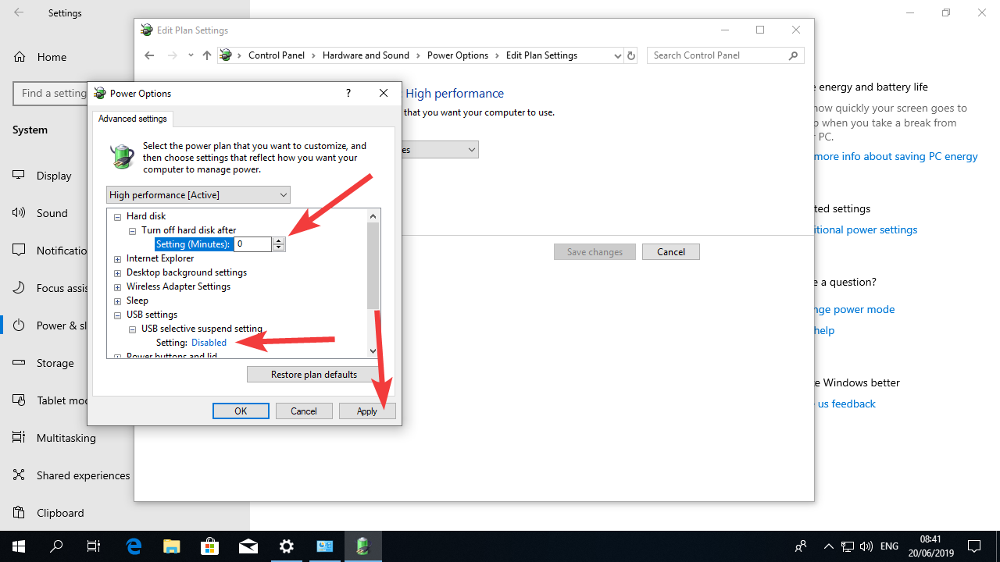 Settings
Home
Find a setting
System
Display
Sound
Notificatio
Focus assis
Power & sl
Storage
Tablet mod
Multitasking
Shared experiences
Clipboard
Edit Plan Settings
Control Panel
Hardware and Sound
Power Options
Edit Plan Settings
Search Control Panel
High performance
that you want your computer to use.
es
Save changes
Cancel
Power Options
?
Advanced settings
Select the power plan that you want to customize, and
then choose settings that reflect how you want your
computer to manage power.
High performance [Active]
Hard disk
Turn off hard disk after
Setting (Minutes): 0
Internet Explorer
Desktop background settings
Wireless Adapter Settings
Sleep
USB settings
USB selective suspend setting
Setting: Disabled
Power buttons and lid
Restore plan defaults
OK
Cancel
Apply
e energy and battery life
now quickly your screen goes to
p when you take a break from
r PC.
more info about saving PC energy
ted settings
itional power settings
e a question?
nge power mode
help
e Windows better
us feedback
ENG
08:41
20/06/2019